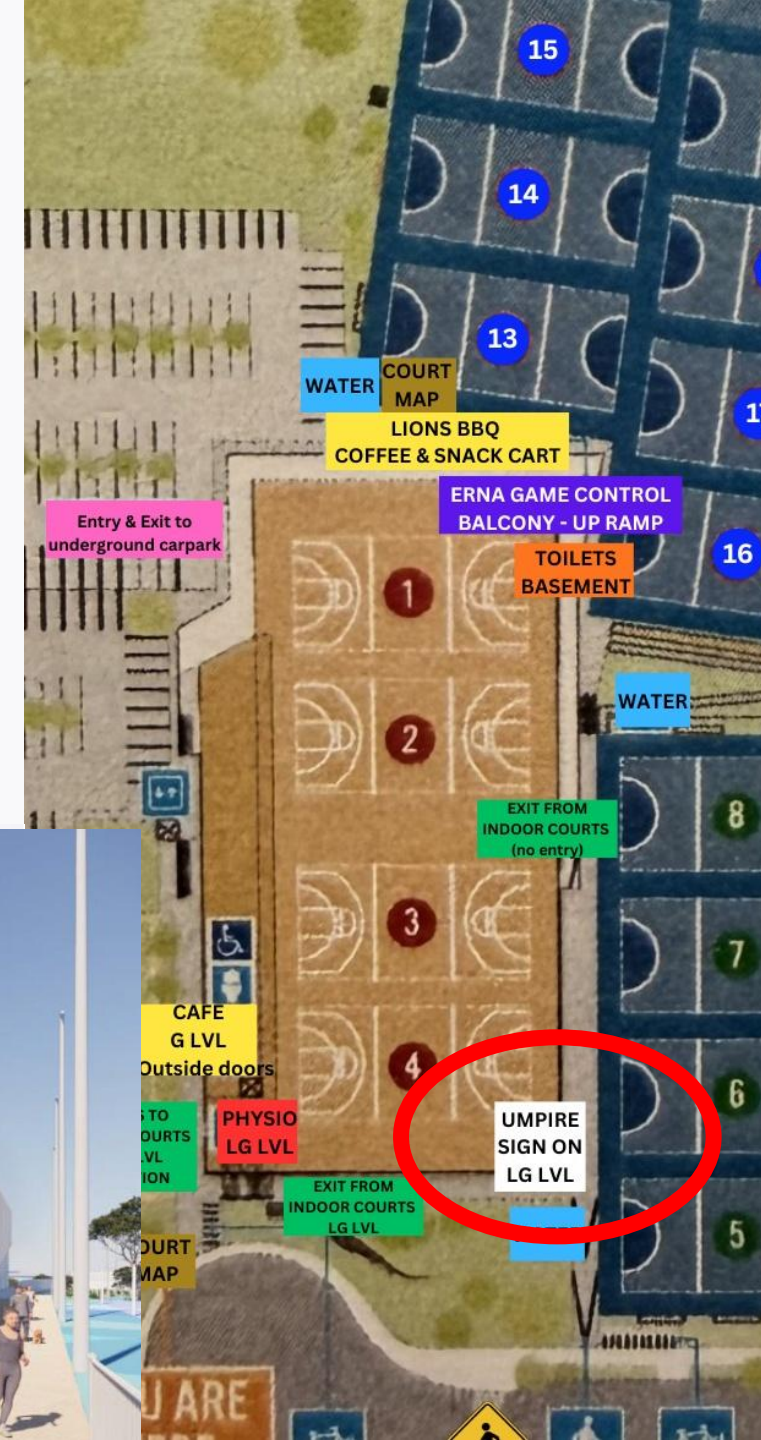 15
14
13
WATER
COURT
MAP
LIONS BBQ
COFFEE & SNACK CART
ERNA GAME CONTROL
BALCONY - UP RAMP
Entry & Exit to
underground carpark
TOILETS
BASEMENT
16
1
2
WATER
EXIT FROM
INDOOR COURTS
(no entry)
8
3
7
CAFE
G LVL
Outside doors
4
6
TO
PHYSIO
LG LVL
UMPIRE
SIGN ON
LG LVL
EXIT FROM
INDOOR COURTS
LG LVL
5
MAP
ARE